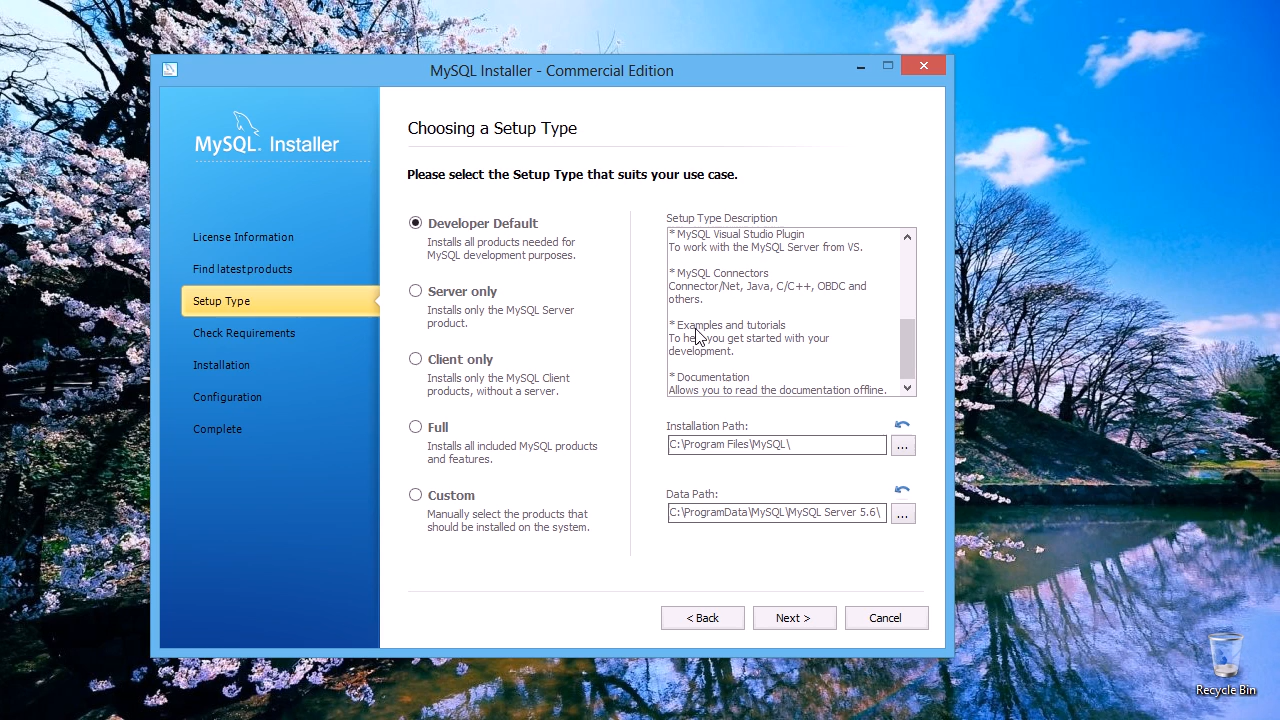 MySQL Installer - Commercial Edition
MySQL. Installer
License Information
Find latest products
Setup Type
Check Requirements
Installation
Configuration
Complete
Choosing a Setup Type
Please select the Setup Type that suits your use case.
Developer Default
Installs all products needed for
MySQL development purposes.
Server only
Installs only the MySQL Server
product.
Client only
Installs only the MySQL Client
products, without a server.
Full
Installs all included MySQL products
and features.
Custom
Manually select the products that
should be installed on the system.
Setup Type Description
* MySQL Visual Studio Plugin
To work with the MySQL Server from VS.
* MySQL Connectors
Connector/Net, Java, C/C++, OBDC and
others.
* Examples and tutorials
To help you get started with your
development.
* Documentation
Allows you to read the documentation offline.
Installation Path:
C:\Program Files\MySQL\
...
Data Path:
C:\ProgramData\MySQL\MySQL Server 5.6\
...
< Back
Next >
Cancel
Recycle Bin